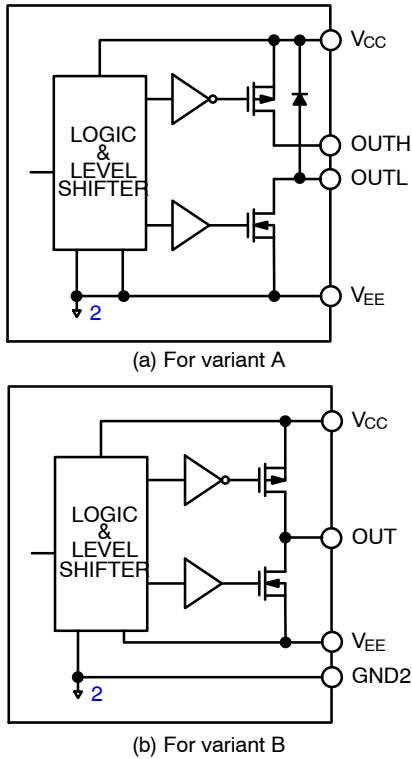 VCC
LOGIC
&
LEVEL
SHIFTER
OUTH
OUTL
VEE
2
(a) For variant A
VCC
LOGIC
&
LEVEL
SHIFTER
OUT
VEE
GND2
2
(b) For variant B